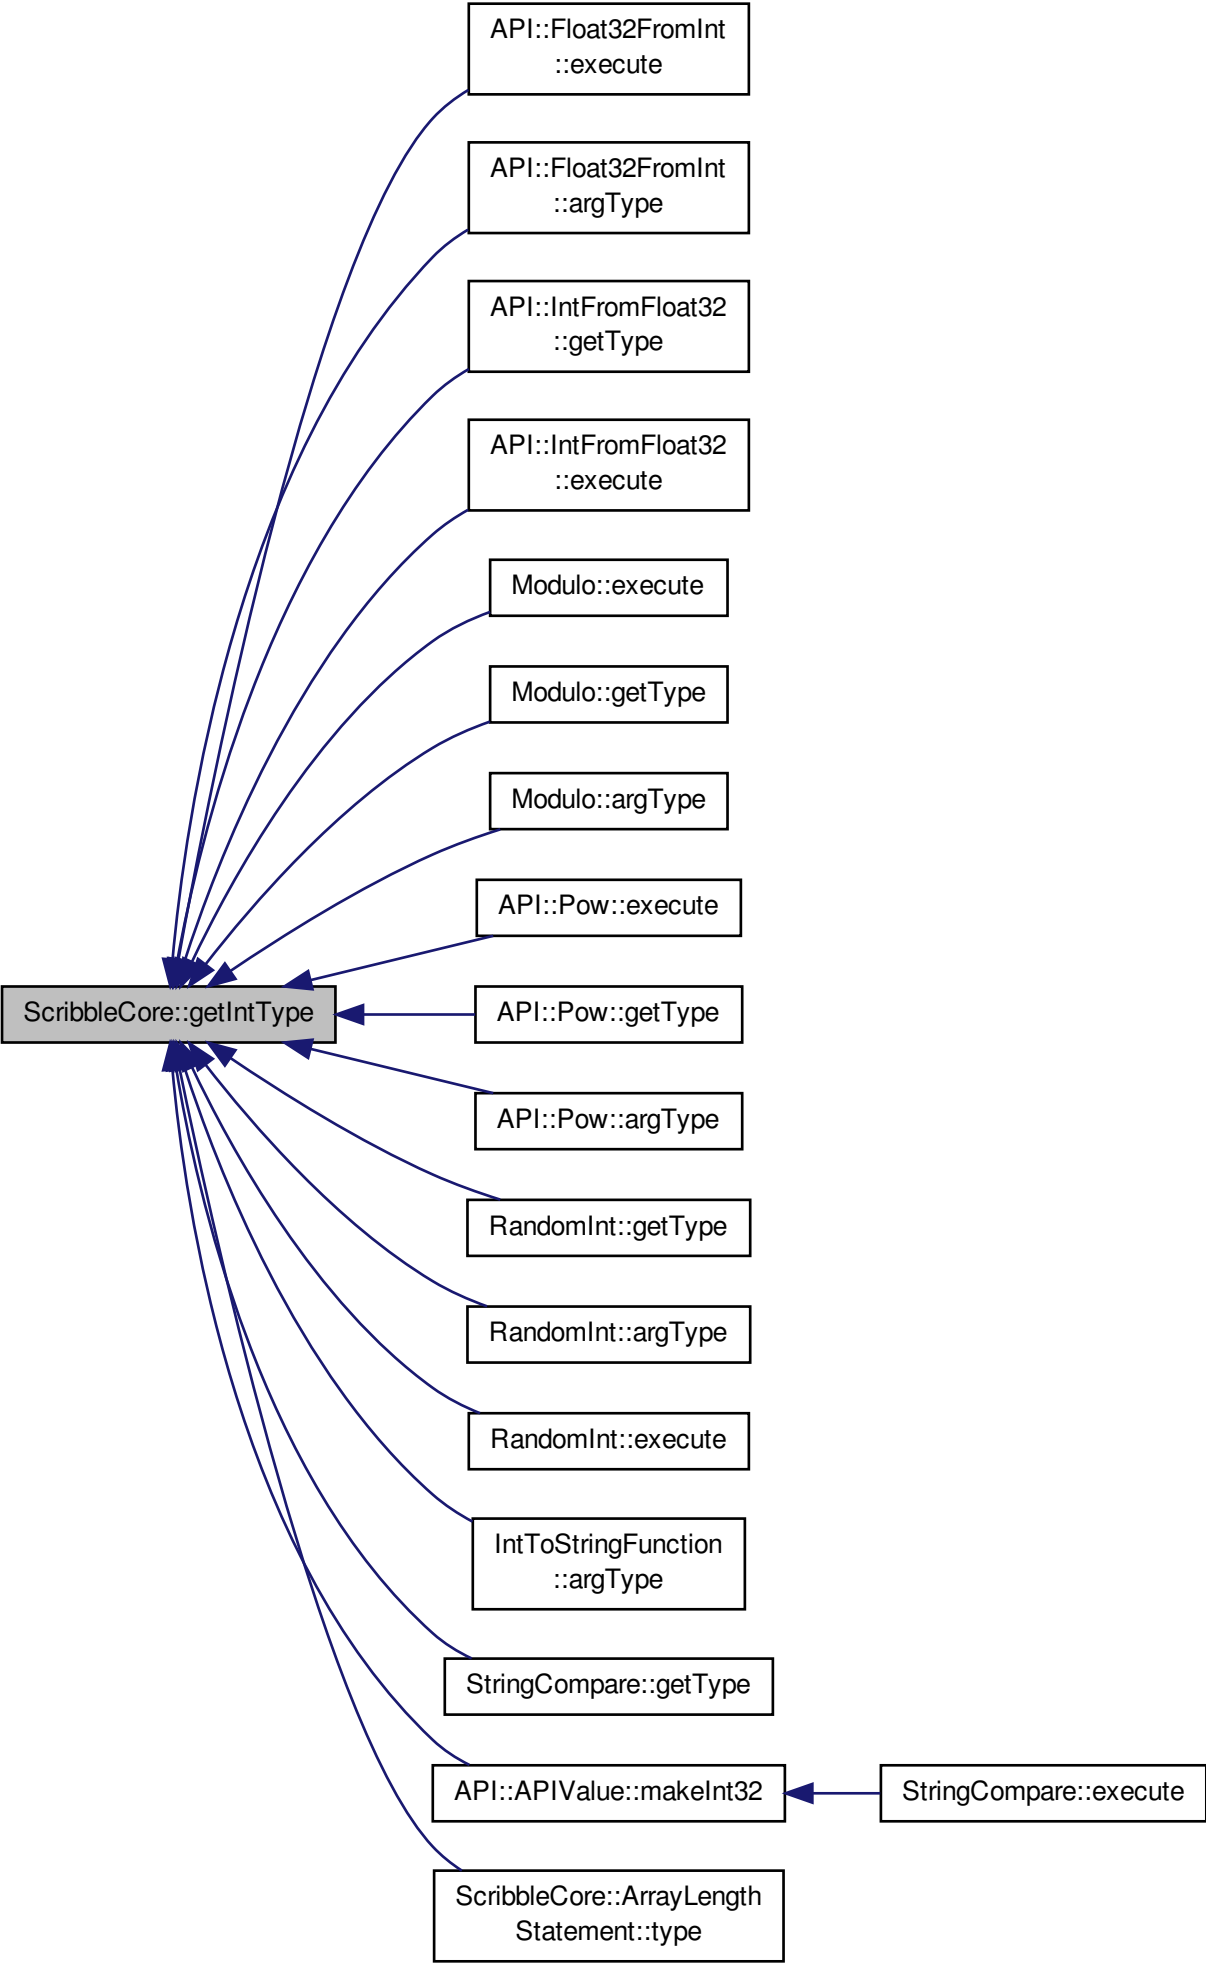 API::Float32FromInt
::execute
API::Float32FromInt
::argType
API::IntFromFloat32
::getType
API::IntFromFloat32
::execute
Modulo::execute
Modulo::getType
Modulo::argType
API::Pow::execute
ScribbleCore::getIntType
API::Pow::getType
API::Pow::argType
RandomInt::getType
RandomInt::argType
RandomInt::execute
IntToStringFunction
::argType
StringCompare::getType
API::APIValue::makeInt32
StringCompare::execute
ScribbleCore::ArrayLength
Statement::type